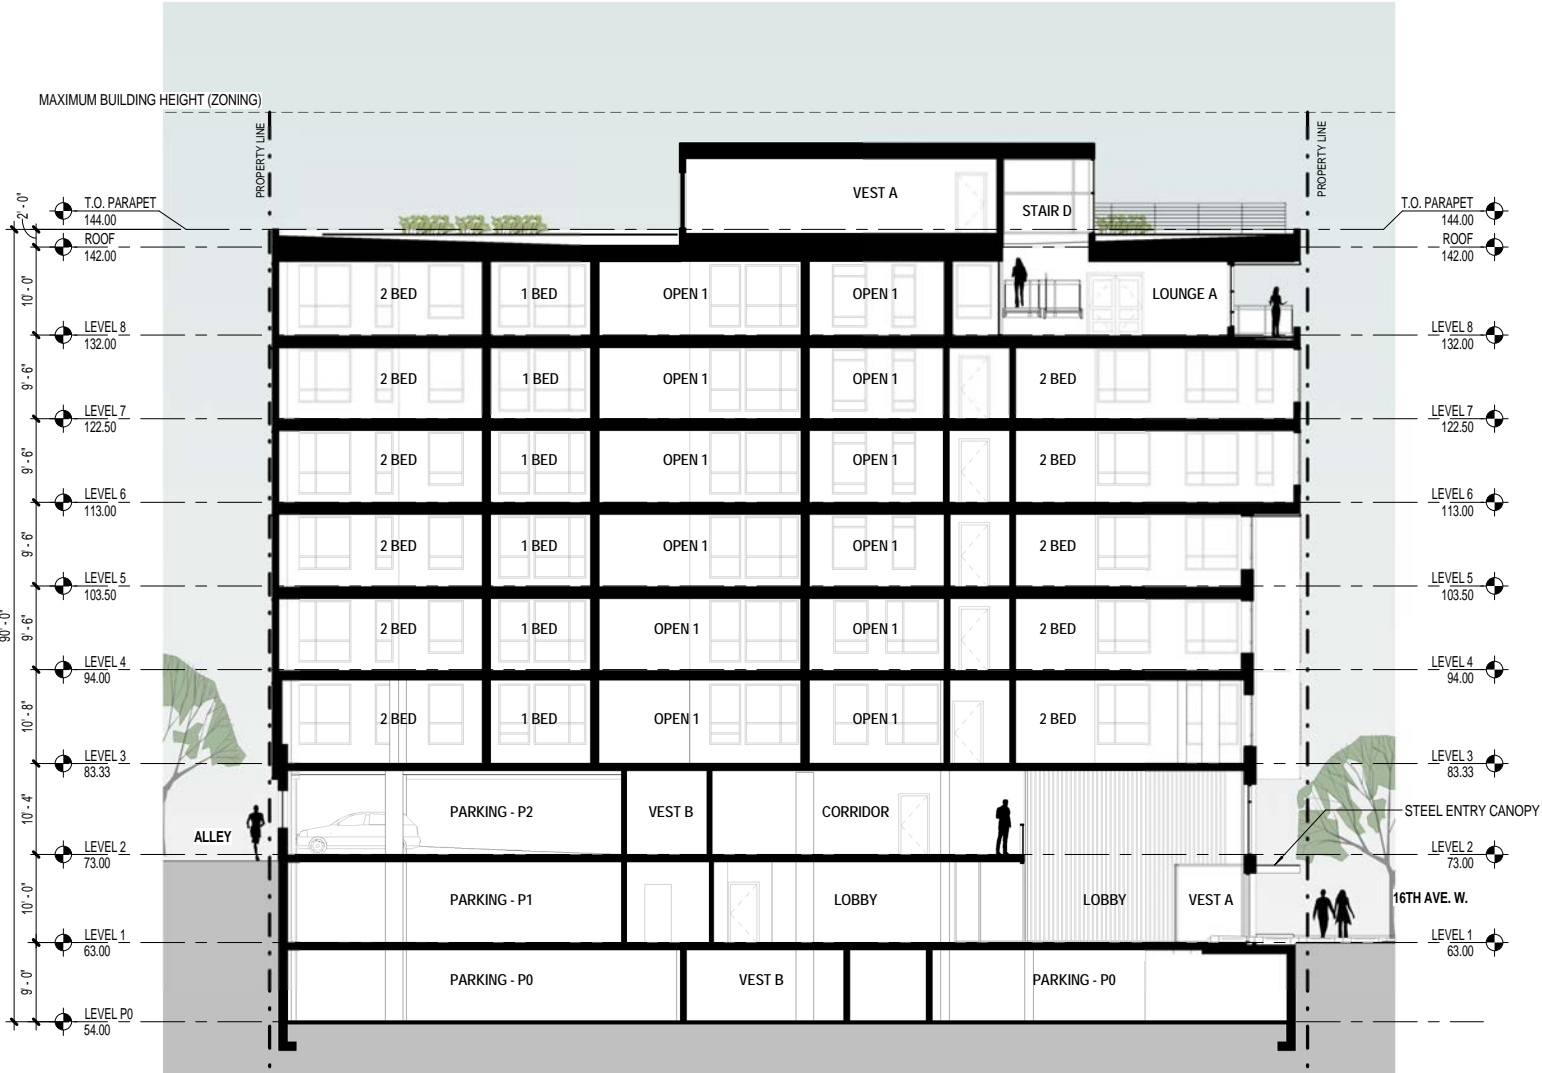 MAXIMUM BUILDING HEIGHT (ZONING)
PROPERTY LINE
PROPERTY LINE
VEST A
STAIR D
2' - 0"
T.O. PARAPET
144.00
T.O. PARAPET
144.00
ROOF
142.00
ROOF
142.00
10' - 0"
2 BED
1 BED
OPEN 1
OPEN 1
LOUNGE A
LEVEL 8
132.00
LEVEL 8
132.00
9' - 6"
2 BED
1 BED
OPEN 1
OPEN 1
2 BED
LEVEL 7
122.50
LEVEL 7
122.50
9' - 6"
2 BED
1 BED
OPEN 1
OPEN 1
2 BED
LEVEL 6
113.00
LEVEL 6
113.00
9' - 6"
2 BED
1 BED
OPEN 1
OPEN 1
2 BED
LEVEL 5
103.50
LEVEL 5
103.50
90' - 0"
9' - 6"
2 BED
1 BED
OPEN 1
OPEN 1
2 BED
LEVEL 4
94.00
LEVEL 4
94.00
10' - 8"
2 BED
1 BED
OPEN 1
OPEN 1
2 BED
LEVEL 3
83.33
LEVEL 3
83.33
10' - 4"
ALLEY
PARKING - P2
VEST B
CORRIDOR
STEEL ENTRY CANOPY
LEVEL 2
73.00
LEVEL 2
73.00
10' - 0"
PARKING - P1
LOBBY
LOBBY
VEST A
16TH AVE. W.
LEVEL 1
63.00
LEVEL 1
63.00
9' - 0"
PARKING - P0
VEST B
PARKING - P0
LEVEL P0
54.00